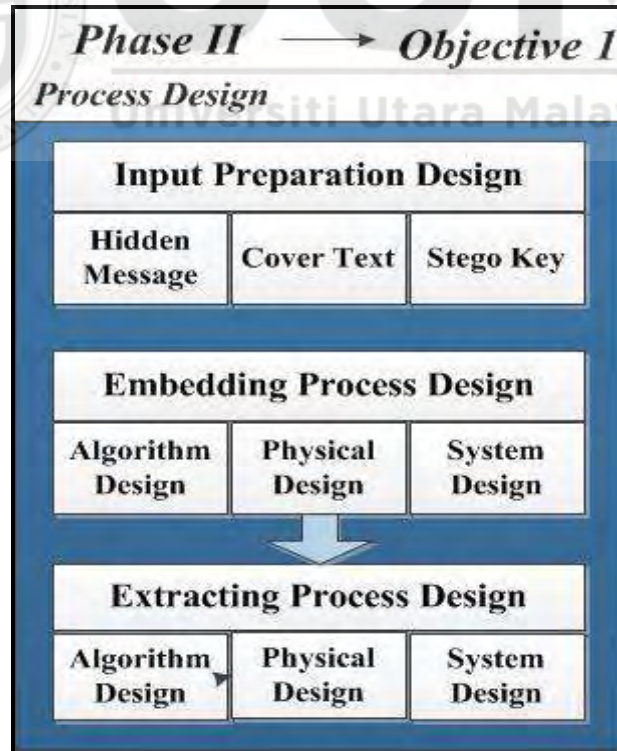 Phase II → Objective 1
Process Design
Universiti Utara Mala
Input Preparation Design
Hidden Message
Cover Text
Stego Key
Embedding Process Design
Algorithm Design
Physical Design
System Design
Extracting Process Design
Algorithm Design
Physical Design
System Design